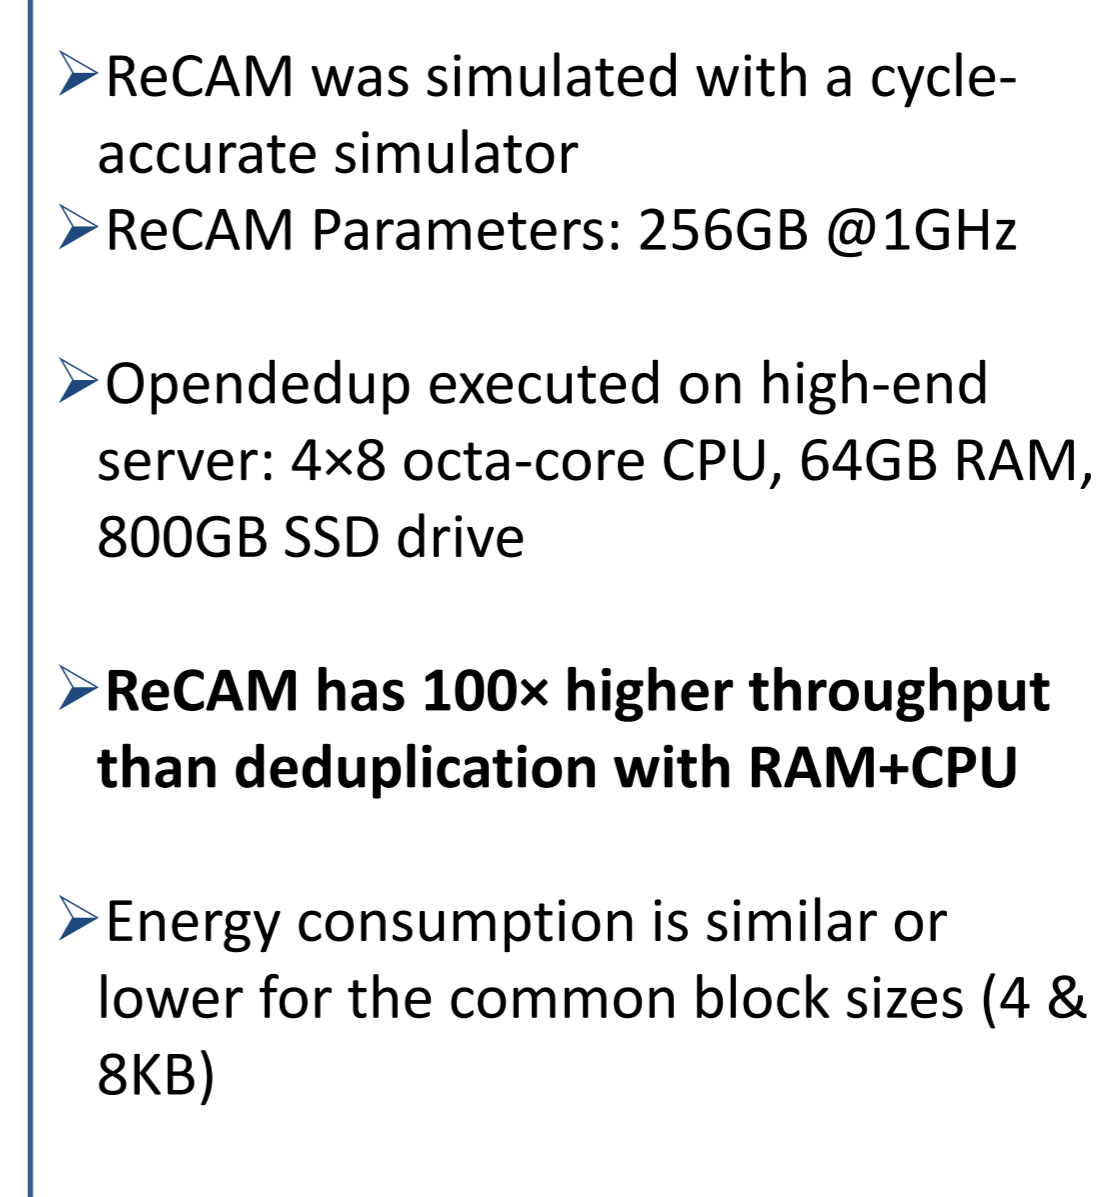 ➢ReCAM was simulated with a cycle-
accurate simulator
➢ReCAM Parameters: 256GB @1GHz
➢Opendedup executed on high-end
server: 4×8 octa-core CPU, 64GB RAM,
800GB SSD drive
➢ReCAM has 100× higher throughput
than deduplication with RAM+CPU
➢Energy consumption is similar or
lower for the common block sizes (4 &
8KB)